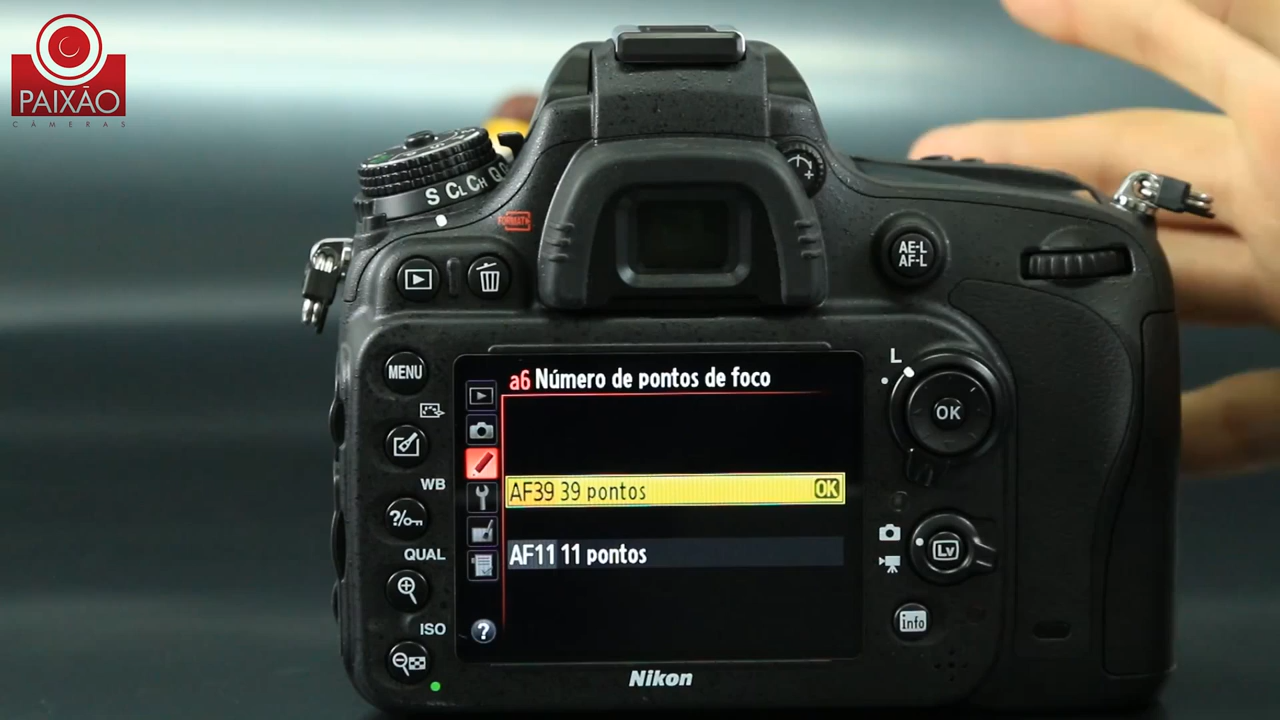 PAIXÃO
CÂMERAS
S CL CH Q
FORMAT
AE-L
AF-L
MENU
WB
QUAL
ISO
L
OK
a6 Número de pontos de foco
AF39 39 pontos OK
AF11 11 pontos
?
?
Lv
info
Nikon